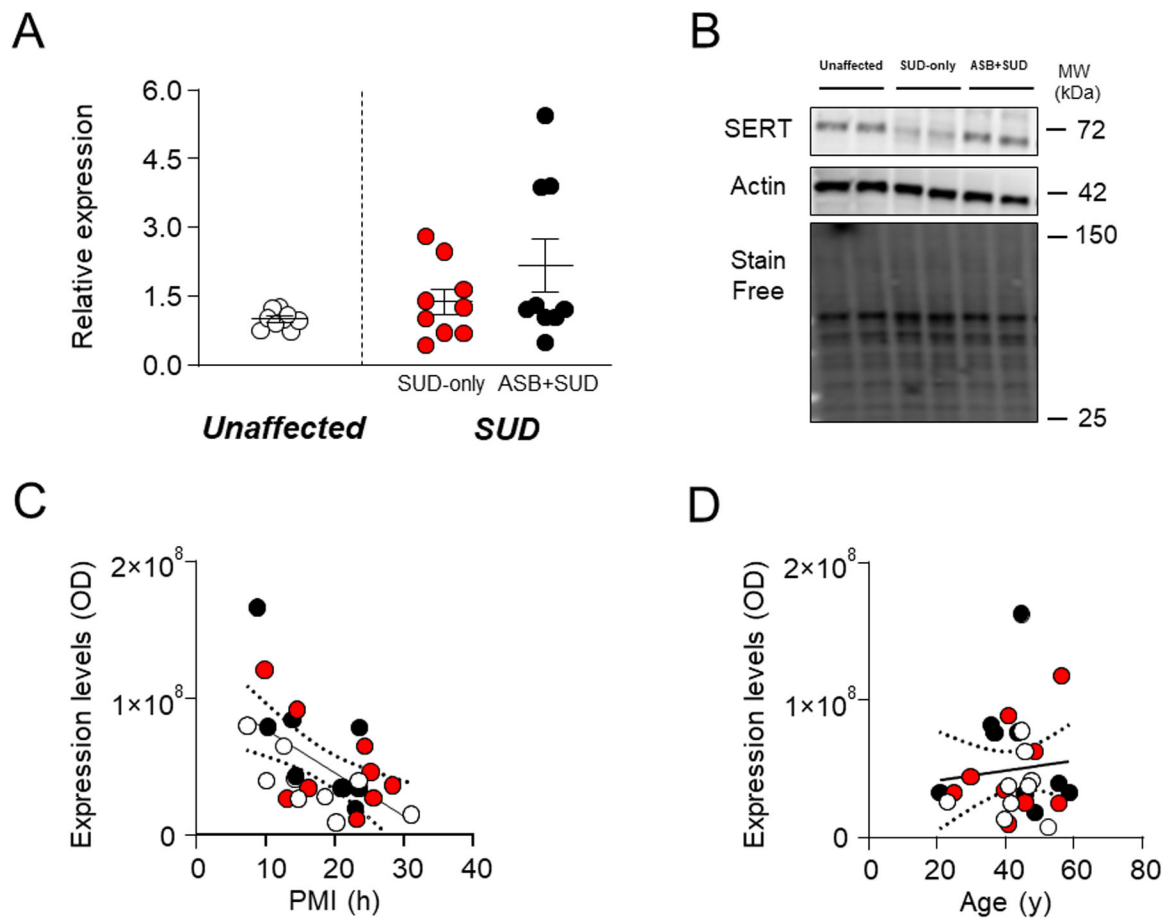 A
Relative expression
6.0
4.5
3.0
1.5
0.0
SUD-only ASB+SUD
Unaffected SUD
B
Unaffected SUD-only ASB+SUD
MW
(kDa)
SERT
72
Actin
42
150
Stain
Free
25
C
Expression levels (OD)
2×10⁸
1×10⁸
0
0 10 20 30 40
PMI (h)
D
Expression levels (OD)
2×10⁸
1×10⁸
0
0 20 40 60 80
Age (y)